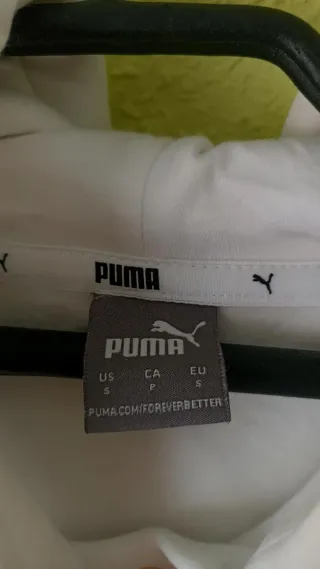 PUMA
PUMA
US CA EU
S P S
PUMA.COM/FOREVERBETTER